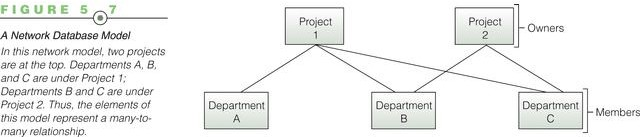 FIGURE 5 7
A Network Database Model
In this network model, two projects
are at the top. Departments A, B,
and C are under Project 1;
Departments B and C are under
Project 2. Thus, the elements of
this model represent a many-to-
many relationship.
Project
1
Project
2
Owners
Department
A
Department
B
Department
C
Members